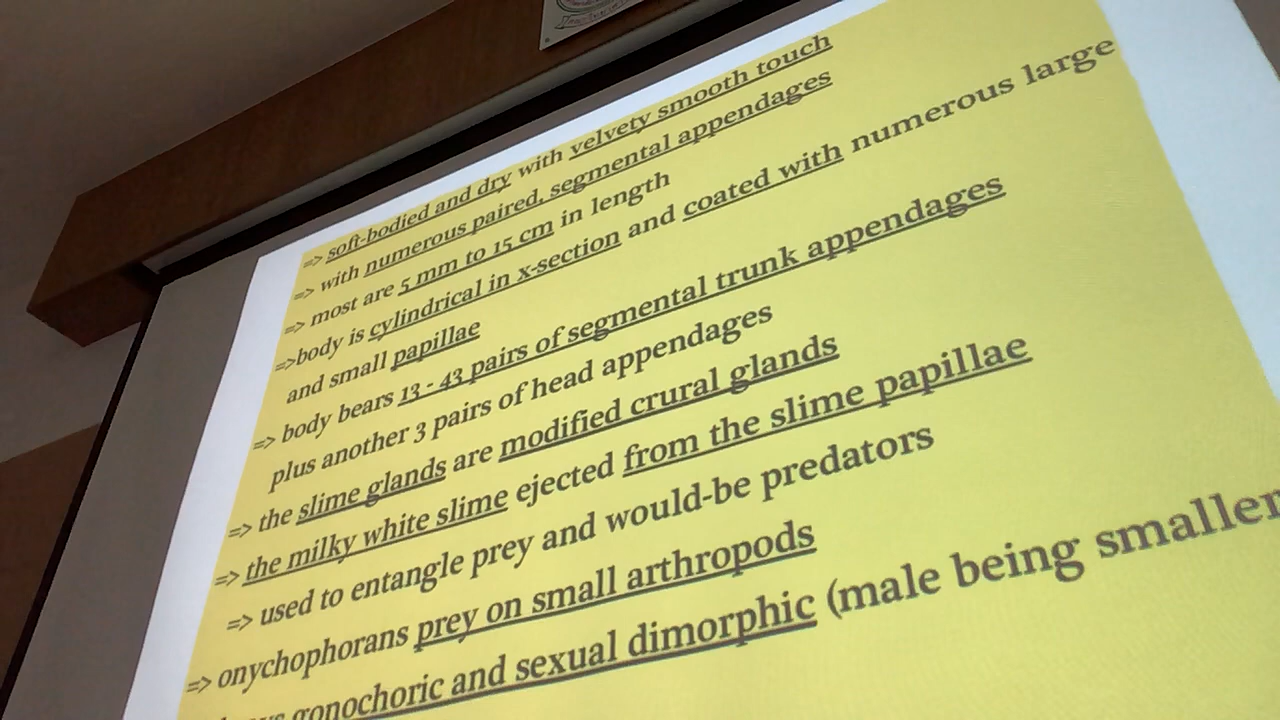 => soft-bodied and dry with velvety smooth touch
=> with numerous paired, segmental appendages
=> most are 5 mm to 15 cm in length
=>body is cylindrical in x-section and coated with numerous large
and small papillae
=> body bears 13 - 43 pairs of segmental trunk appendages
plus another 3 pairs of head appendages
=> the slime glands are modified crural glands
=> the milky white slime ejected from the slime papillae
=> used to entangle prey and would-be predators
=> onychophorans prey on small arthropods
gonochoric and sexual dimorphic (male being smaller